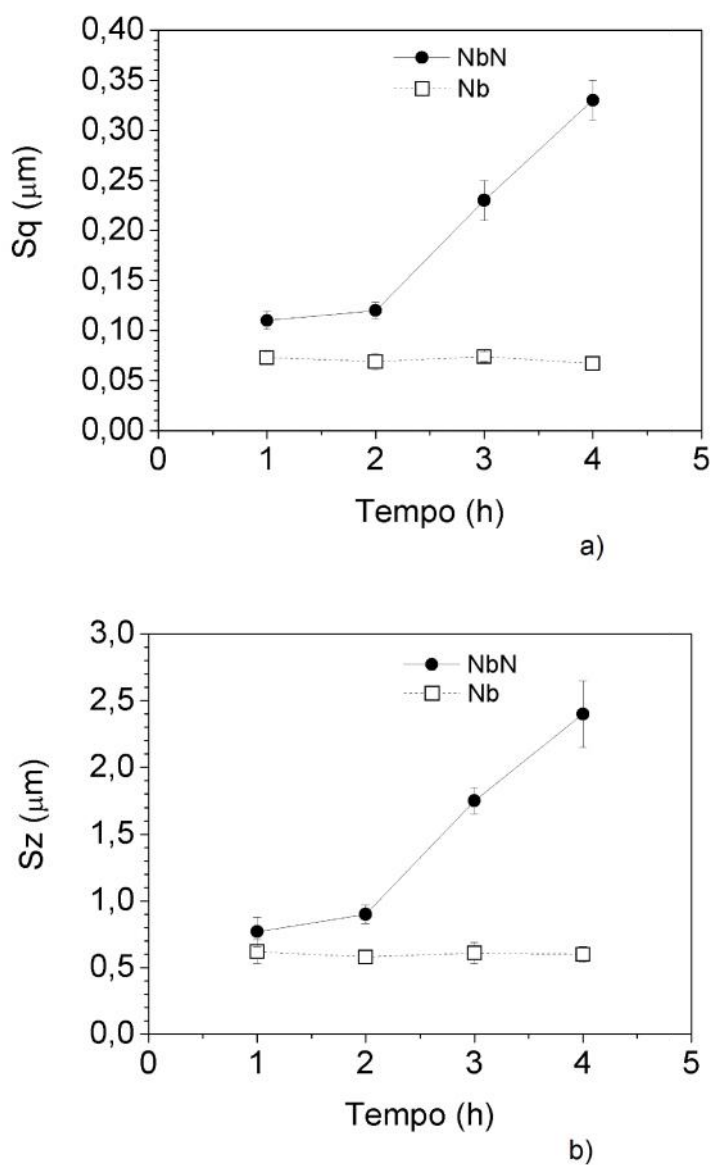 0,40
0,35
0,30
0,25
0,20
0,15
0,10
0,05
0,00
Sq (μm)
NbN
Nb
0 1 2 3 4 5
Tempo (h)
a)
3,0
2,5
2,0
1,5
1,0
0,5
0,0
Sz (μm)
NbN
Nb
0 1 2 3 4 5
Tempo (h)
b)